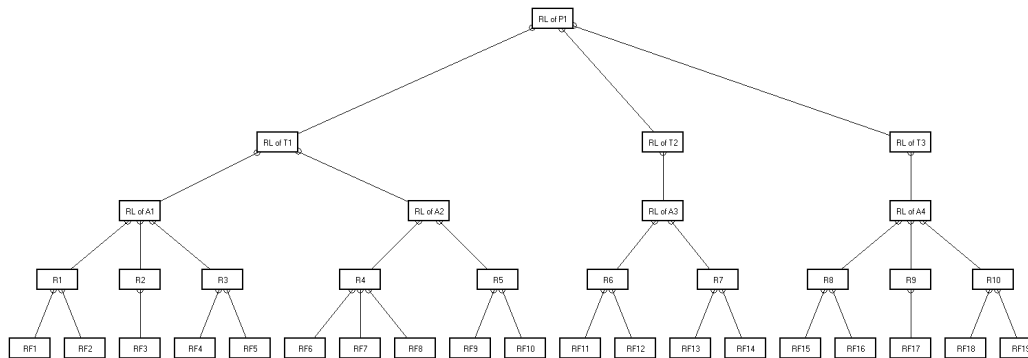 RL of P1
RL of T1
RL of T2
RL of T3
RL of A1
RL of A2
RL of A3
RL of A4
R1
R2
R3
R4
R5
R6
R7
R8
R9
R10
RF1
RF2
RF3
RF4
RF5
RF6
RF7
RF8
RF9
RF10
RF11
RF12
RF13
RF14
RF15
RF16
RF17
RF18
RF19